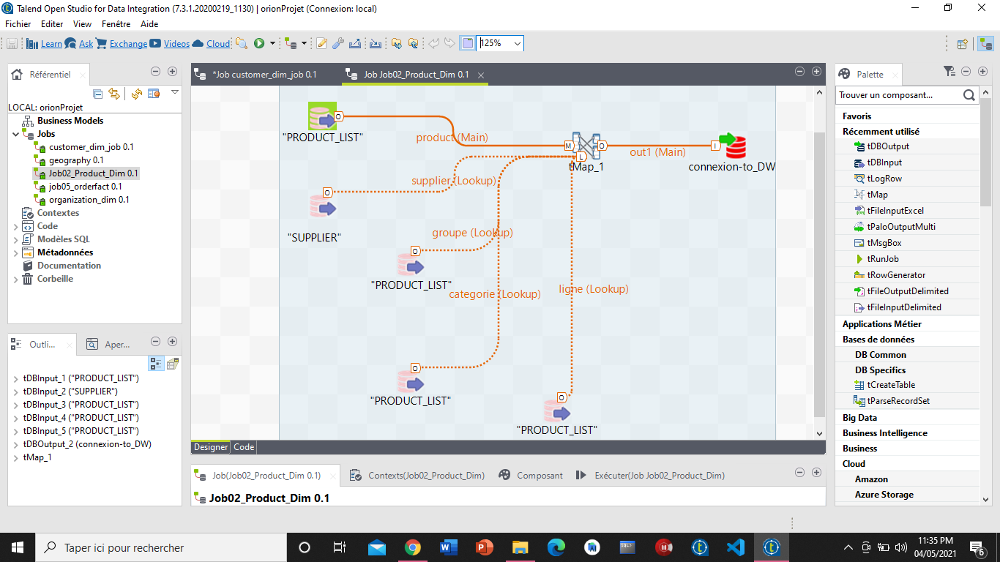 Talend Open Studio for Data Integration (7.3.1.20200219_1130) | orionProjet (Connexion: local)
Fichier Editer View Fenêtre Aide
Learn Ask Exchange Videos Cloud 125%
Référentiel
LOCAL: orionProjet
Business Models
Jobs
customer_dim_job 0.1
geography 0.1
Job02_Product_Dim 0.1
job05_orderfact 0.1
organization_dim 0.1
Contextes
Code
Modèles SQL
Métadonnées
Documentation
Corbeille
Outli... Aper...
tDBInput_1 ("PRODUCT_LIST")
tDBInput_2 ("SUPPLIER")
tDBInput_3 ("PRODUCT_LIST")
tDBInput_4 ("PRODUCT_LIST")
tDBInput_5 ("PRODUCT_LIST")
tDBOutput_2 (connexion-to_DW)
tMap_1
*Job customer_dim_job 0.1 Job Job02_Product_Dim 0.1
O
"PRODUCT_LIST"
product (Main)
M O
L
tMap_1
out1 (Main)
I
connexion-to_DW
supplier (Lookup)
O
"SUPPLIER"
groupe (Lookup)
O
"PRODUCT_LIST"
categorie (Lookup)
ligne (Lookup)
O
"PRODUCT_LIST"
O
"PRODUCT_LIST"
Designer Code
Job(Job02_Product_Dim 0.1) Contexts(Job02_Product_Dim) Composant Exécuter(Job Job02_Product_Dim)
Job02_Product_Dim 0.1
Palette
Trouver un composant...
Favoris
Récemment utilisé
tDBOutput
tDBInput
tLogRow
tMap
tFileInputExcel
tPaloOutputMulti
tMsgBox
tRunJob
tRowGenerator
tFileOutputDelimited
tFileInputDelimited
Applications Métier
Bases de données
DB Common
DB Specifics
tCreateTable
tParseRecordSet
Big Data
Business Intelligence
Business
Cloud
Amazon
Azure Storage
Taper ici pour rechercher
11:35 PM
04/05/2021
6